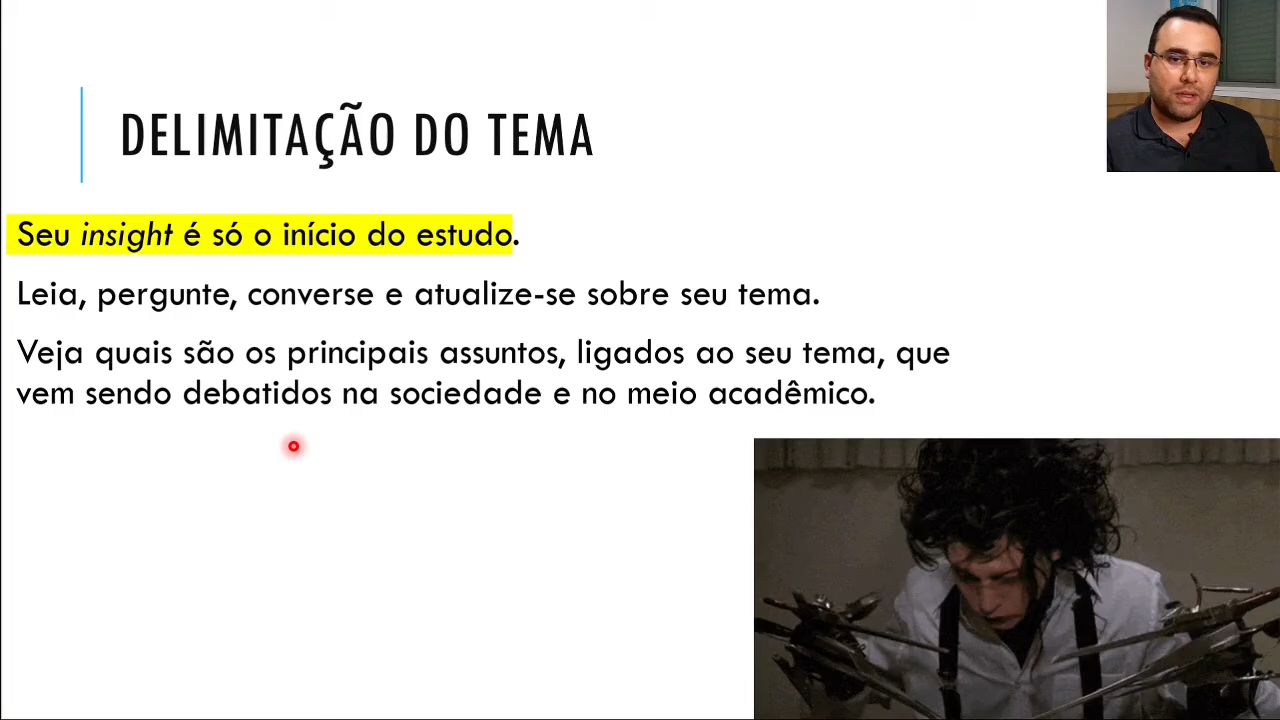 DELIMITAÇÃO DO TEMA
Seu insight é só o início do estudo.
Leia, pergunte, converse e atualize-se sobre seu tema.
Veja quais são os principais assuntos, ligados ao seu tema, que
vem sendo debatidos na sociedade e no meio acadêmico.